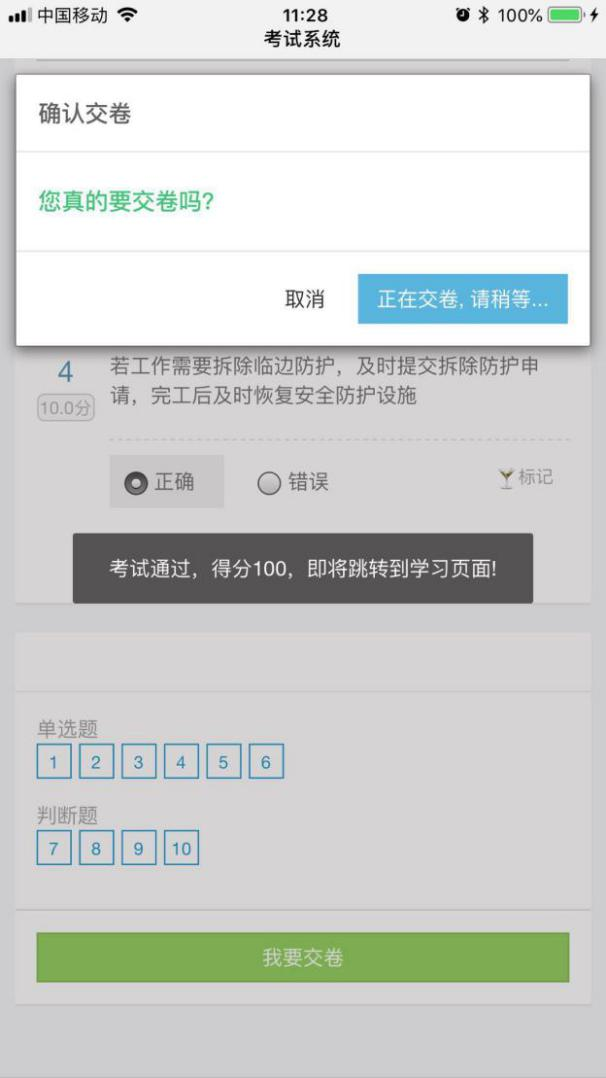 中国移动 11:28 100%
考试系统
确认交卷
您真的要交卷吗?
取消 正在交卷, 请稍等...
4 若工作需要拆除临边防护，及时提交拆除防护申
10.0分 请，完工后及时恢复安全防护设施
正确 错误 标记
考试通过，得分100，即将跳转到学习页面!
单选题
1 2 3 4 5 6
判断题
7 8 9 10
我要交卷